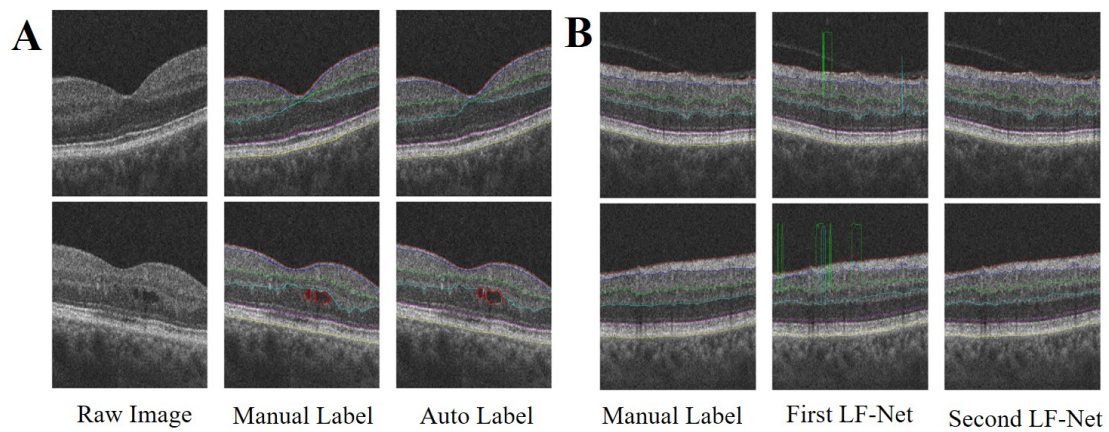 A
B
Raw Image
Manual Label
Auto Label
Manual Label
First LF-Net
Second LF-Net